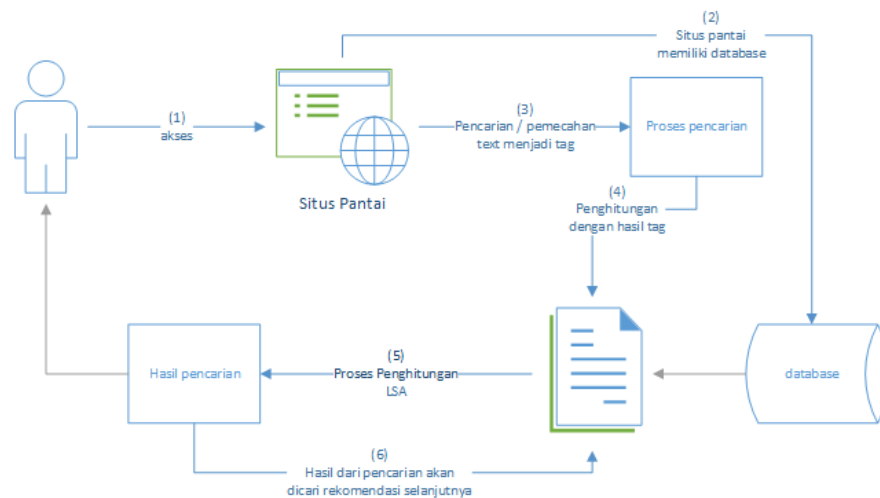 (2)
Situs pantai
memiliki database
(1)
akses
(3)
Pencarian / pemecahan
text menjadi tag
Proses pencarian
Situs Pantai
(4)
Penghitungan
dengan hasil tag
Hasil pencarian
(5)
Proses Penghitungan
LSA
database
(6)
Hasil dari pencarian akan
dicari rekomendasi selanjutnya